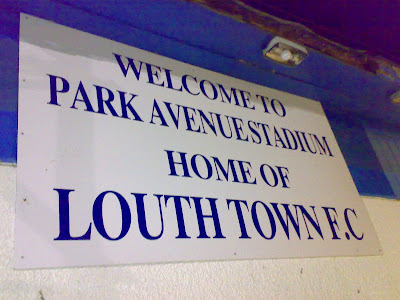 WELCOME TO
PARK AVENUE STADIUM
HOME OF
LOUTH TOWN F.C